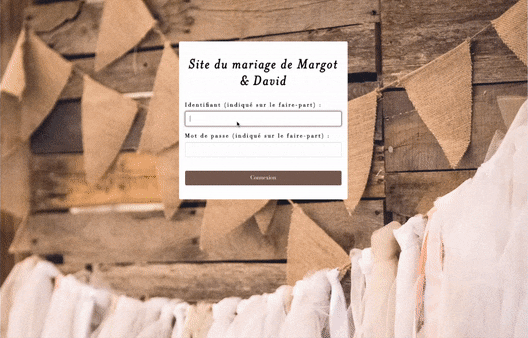 Site du mariage de Margot
& David
Identifiant (indiqué sur le faire-part) :
Mot de passe (indiqué sur le faire-part) :
Connexion